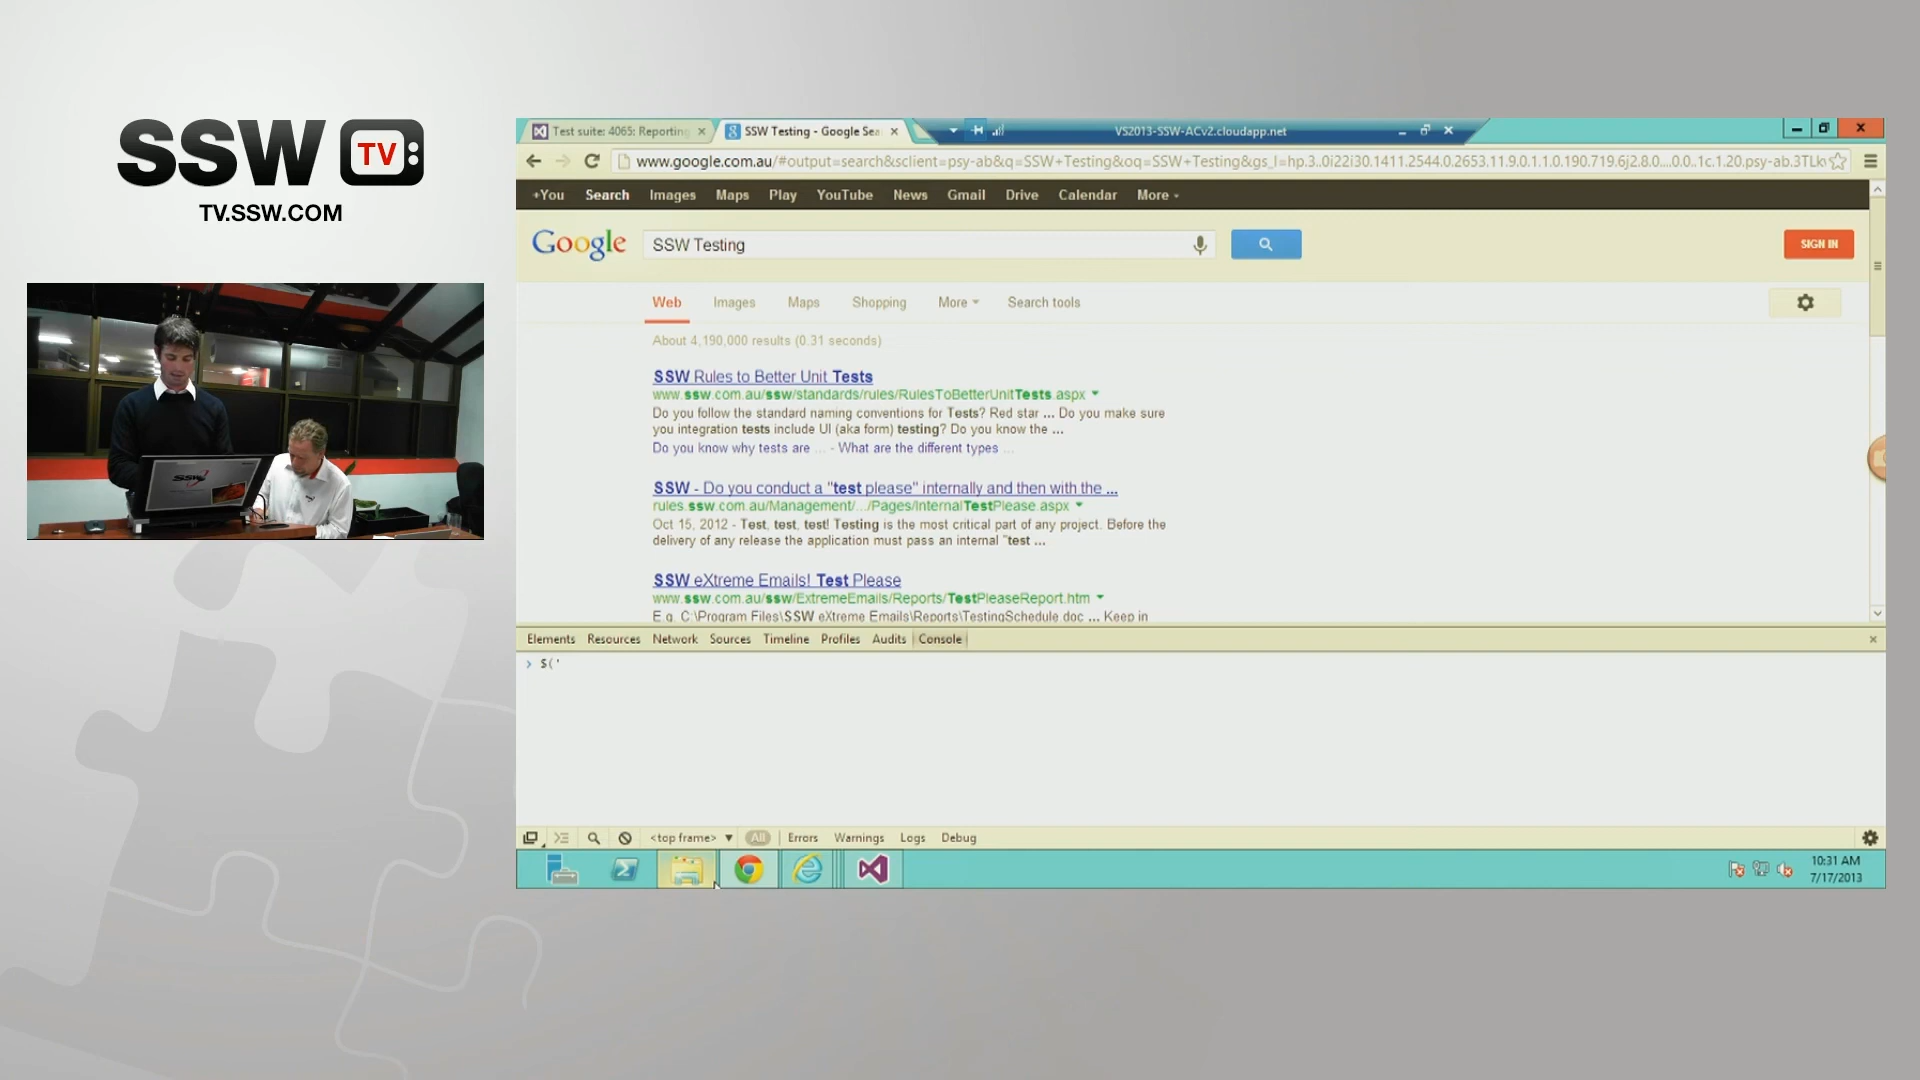 SSW TV:
TV.SSW.COM
Test suite: 4065: Reporting
SSW Testing - Google Sea
VS2013-SSW-ACv2.cloudapp.net
www.google.com.au/#output=search&sclient=psy-ab&q=SSW+Testing&oq=SSW+Testing&gs_l=hp.3..0i22i30.1411.2544.0.2653.11.9.0.1.1.0.190.719.6j2.8.0....0.0..1c.1.20.psy-ab.3TLk
+You Search Images Maps Play YouTube News Gmail Drive Calendar More
Google SSW Testing SIGN IN
Web Images Maps Shopping More Search tools
About 4,190,000 results (0.31 seconds)
SSW Rules to Better Unit Tests
www.ssw.com.au/ssw/standards/rules/RulesToBetterUnitTests.aspx
Do you follow the standard naming conventions for Tests? Red star ... Do you make sure
you integration tests include UI (aka form) testing? Do you know the ...
Do you know why tests are ... - What are the different types ...
SSW - Do you conduct a "test please" internally and then with the ...
rules.ssw.com.au/Management/.../Pages/InternalTestPlease.aspx
Oct 15, 2012 - Test, test, test! Testing is the most critical part of any project. Before the
delivery of any release the application must pass an internal "test ...
SSW eXtreme Emails! Test Please
www.ssw.com.au/ssw/ExtremeEmails/Reports/TestPleaseReport.htm
E.g. C:\Program Files\SSW eXtreme Emails\Reports\TestingSchedule.doc ... Keep in
Elements Resources Network Sources Timeline Profiles Audits Console
> $('
<top frame> All Errors Warnings Logs Debug
10:31 AM
7/17/2013
SSW